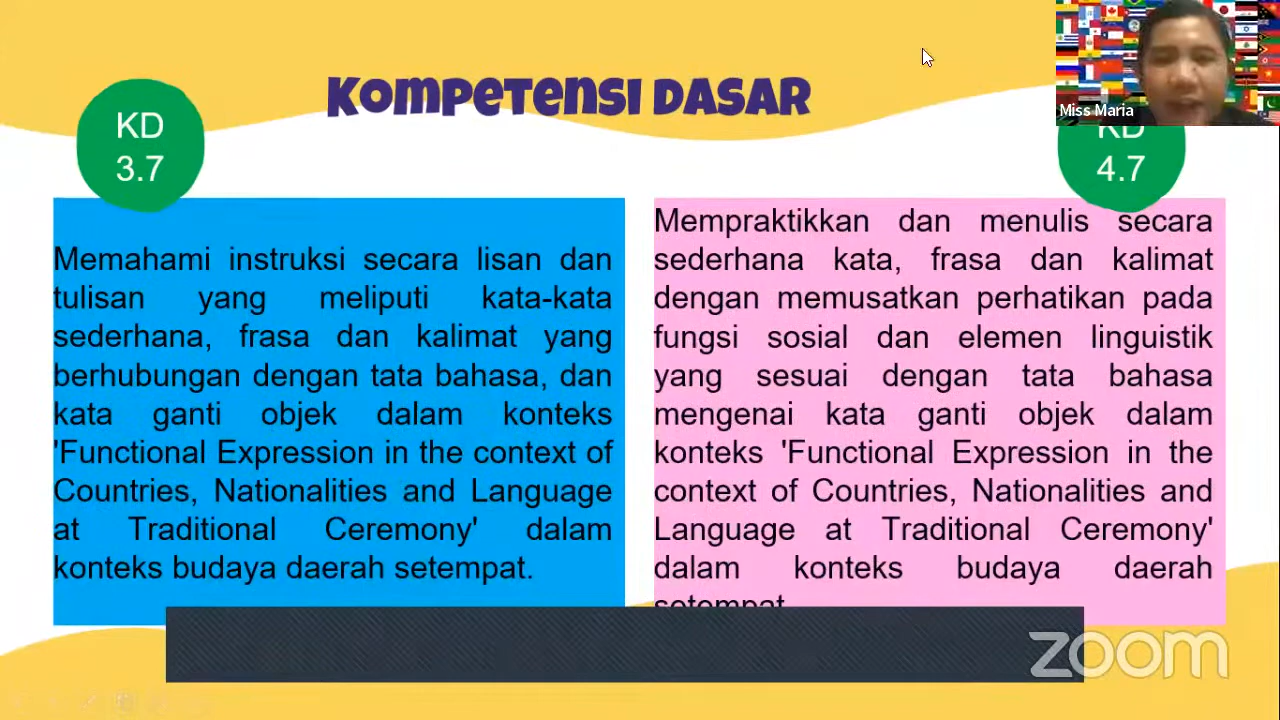 KOMPETENSI DASAR
Miss Maria
KD
3.7
Memahami instruksi secara lisan dan
tulisan yang meliputi kata-kata
sederhana, frasa dan kalimat yang
berhubungan dengan tata bahasa, dan
kata ganti objek dalam konteks
'Functional Expression in the context of
Countries, Nationalities and Language
at Traditional Ceremony' dalam
konteks budaya daerah setempat.
KD
4.7
Mempraktikkan dan menulis secara
sederhana kata, frasa dan kalimat
dengan memusatkan perhatikan pada
fungsi sosial dan elemen linguistik
yang sesuai dengan tata bahasa
mengenai kata ganti objek dalam
konteks 'Functional Expression in the
context of Countries, Nationalities and
Language at Traditional Ceremony'
dalam konteks budaya daerah
setempat
zoom